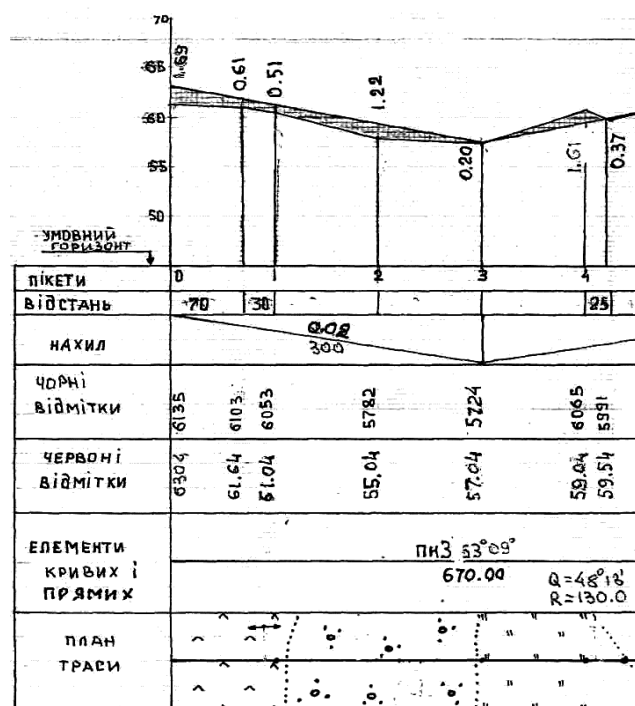 70
65
60
55
50
1.69
0.61
0.51
1.22
0.20
1.61
0.37
УМОВНИЙ
ГОРИЗОНТ
ПІКЕТИ 0 1 2 3 4
ВІДСТАНЬ 70 30 25
НАХИЛ 0.02
300
ЧОРНІ
ВІДМІТКИ
6135 6103 6053 5782 5724 6065 5991
ЧЕРВОНІ
ВІДМІТКИ
6304 61.64 61.04 55.04 57.04 59.04 59.54
ЕЛЕМЕНТИ
КРИВИХ І
ПРЯМИХ
ПНЗ 53°09'
670.00
Q=48°18'
R=130.0
ПЛАН
ТРАСИ